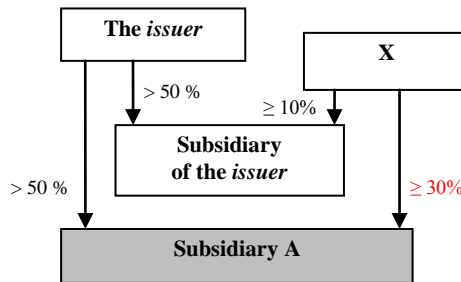 The issuer
X
> 50 %
≥ 10%
Subsidiary
of the issuer
> 50 %
≥ 30%
Subsidiary A